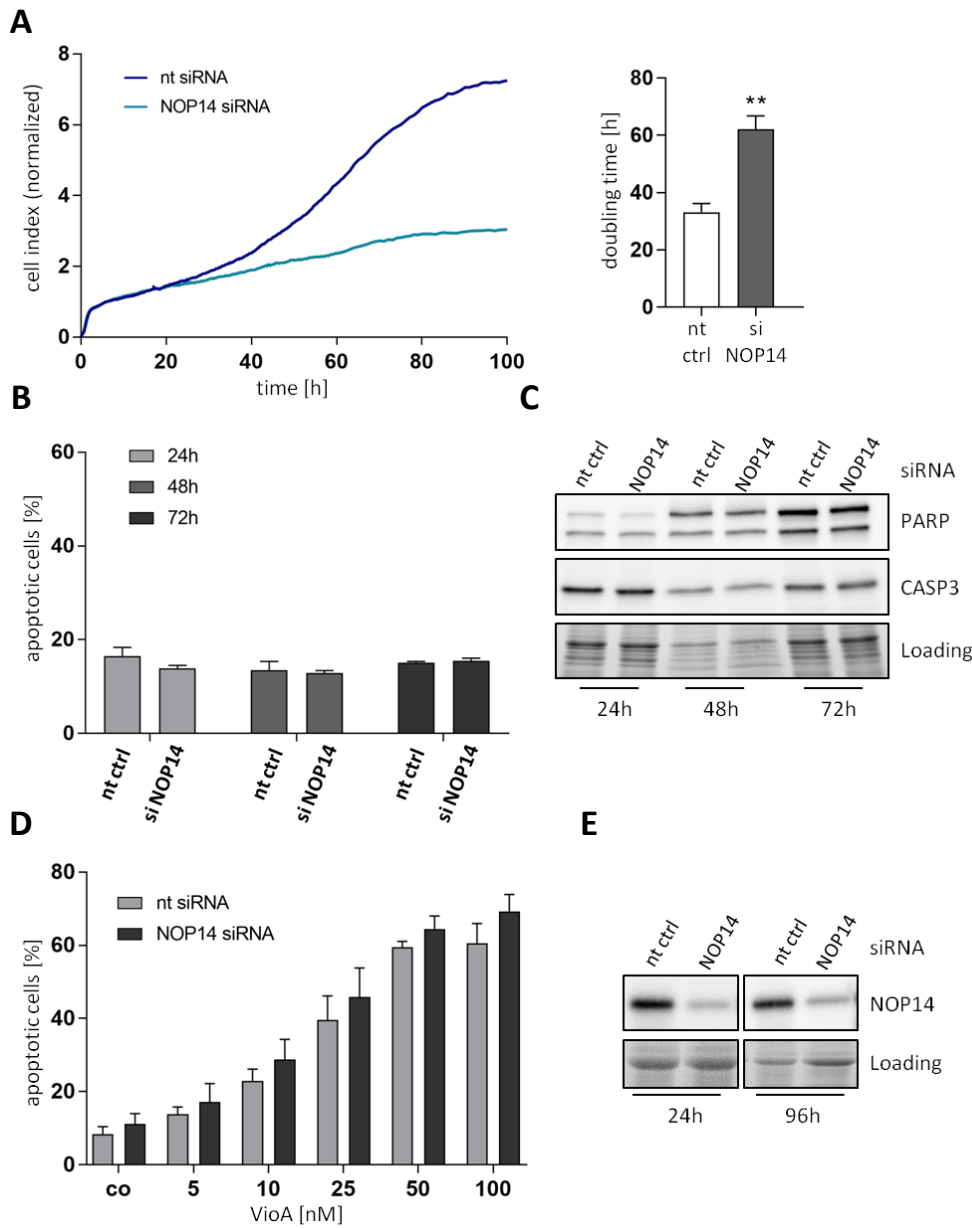 A
cell index (normalized)
8
6
4
2
0
nt siRNA
NOP14 siRNA
0 20 40 60 80 100
time [h]
doubling time [h]
80
60
40
20
0
**
nt
ctrl
si
NOP14
B
apoptotic cells [%]
60
40
20
0
24h
48h
72h
nt ctrl
si NOP14
nt ctrl
si NOP14
nt ctrl
si NOP14
C
nt ctrl NOP14 nt ctrl NOP14 nt ctrl NOP14 siRNA
PARP
CASP3
Loading
24h 48h 72h
D
apoptotic cells [%]
80
60
40
20
0
nt siRNA
NOP14 siRNA
co 5 10 25 50 100
VioA [nM]
E
nt ctrl NOP14 nt ctrl NOP14 siRNA
NOP14
Loading
24h 96h